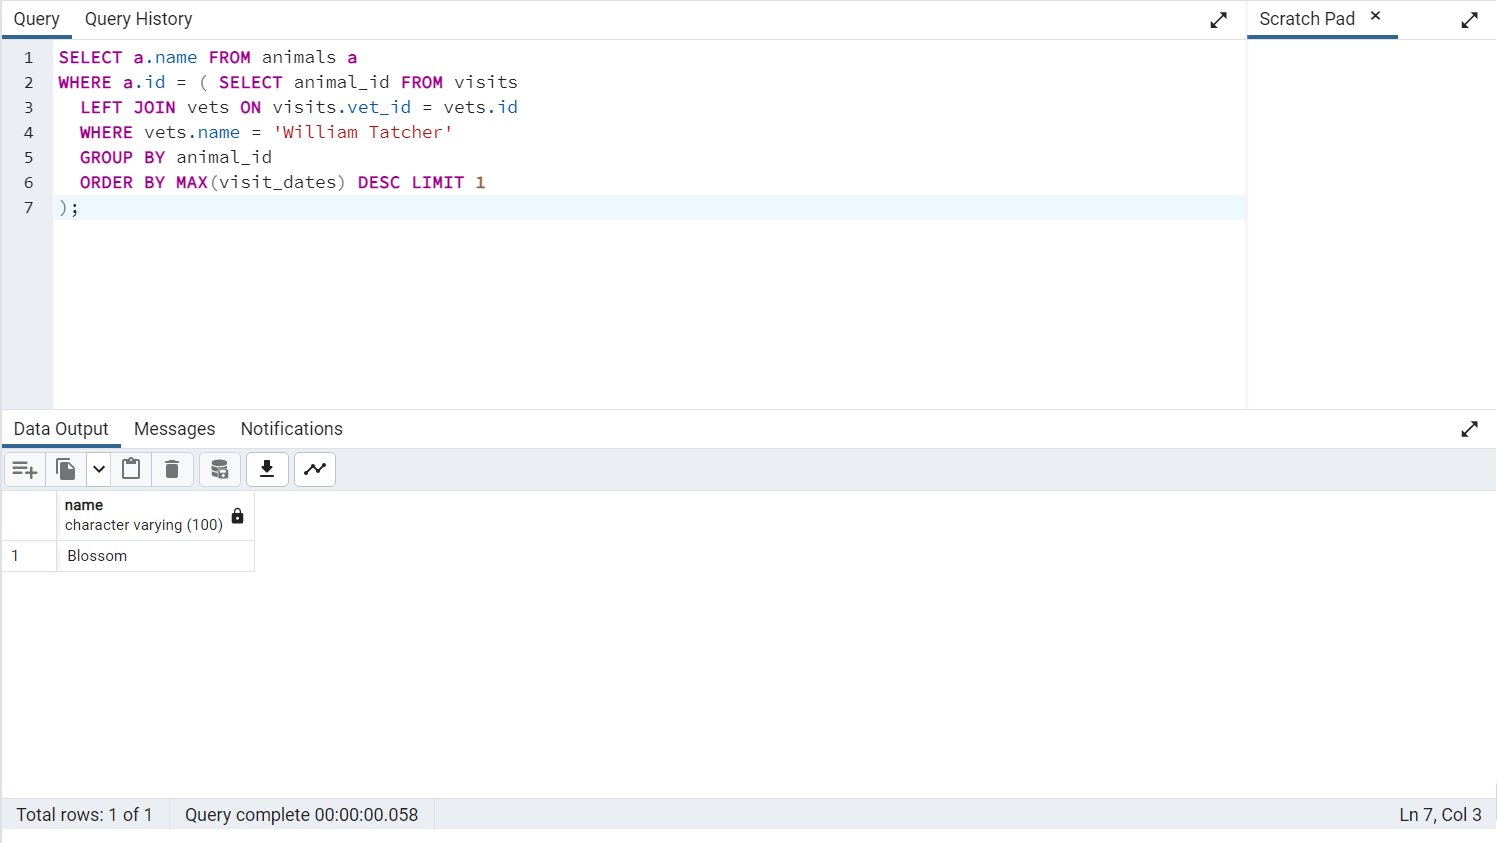 Query Query History Scratch Pad ×
1 SELECT a.name FROM animals a
2 WHERE a.id = ( SELECT animal_id FROM visits
3 LEFT JOIN vets ON visits.vet_id = vets.id
4 WHERE vets.name = 'William Tatcher'
5 GROUP BY animal_id
6 ORDER BY MAX(visit_dates) DESC LIMIT 1
7 );
Data Output Messages Notifications
name
character varying (100)
1 Blossom
Total rows: 1 of 1 Query complete 00:00:00.058 Ln 7, Col 3